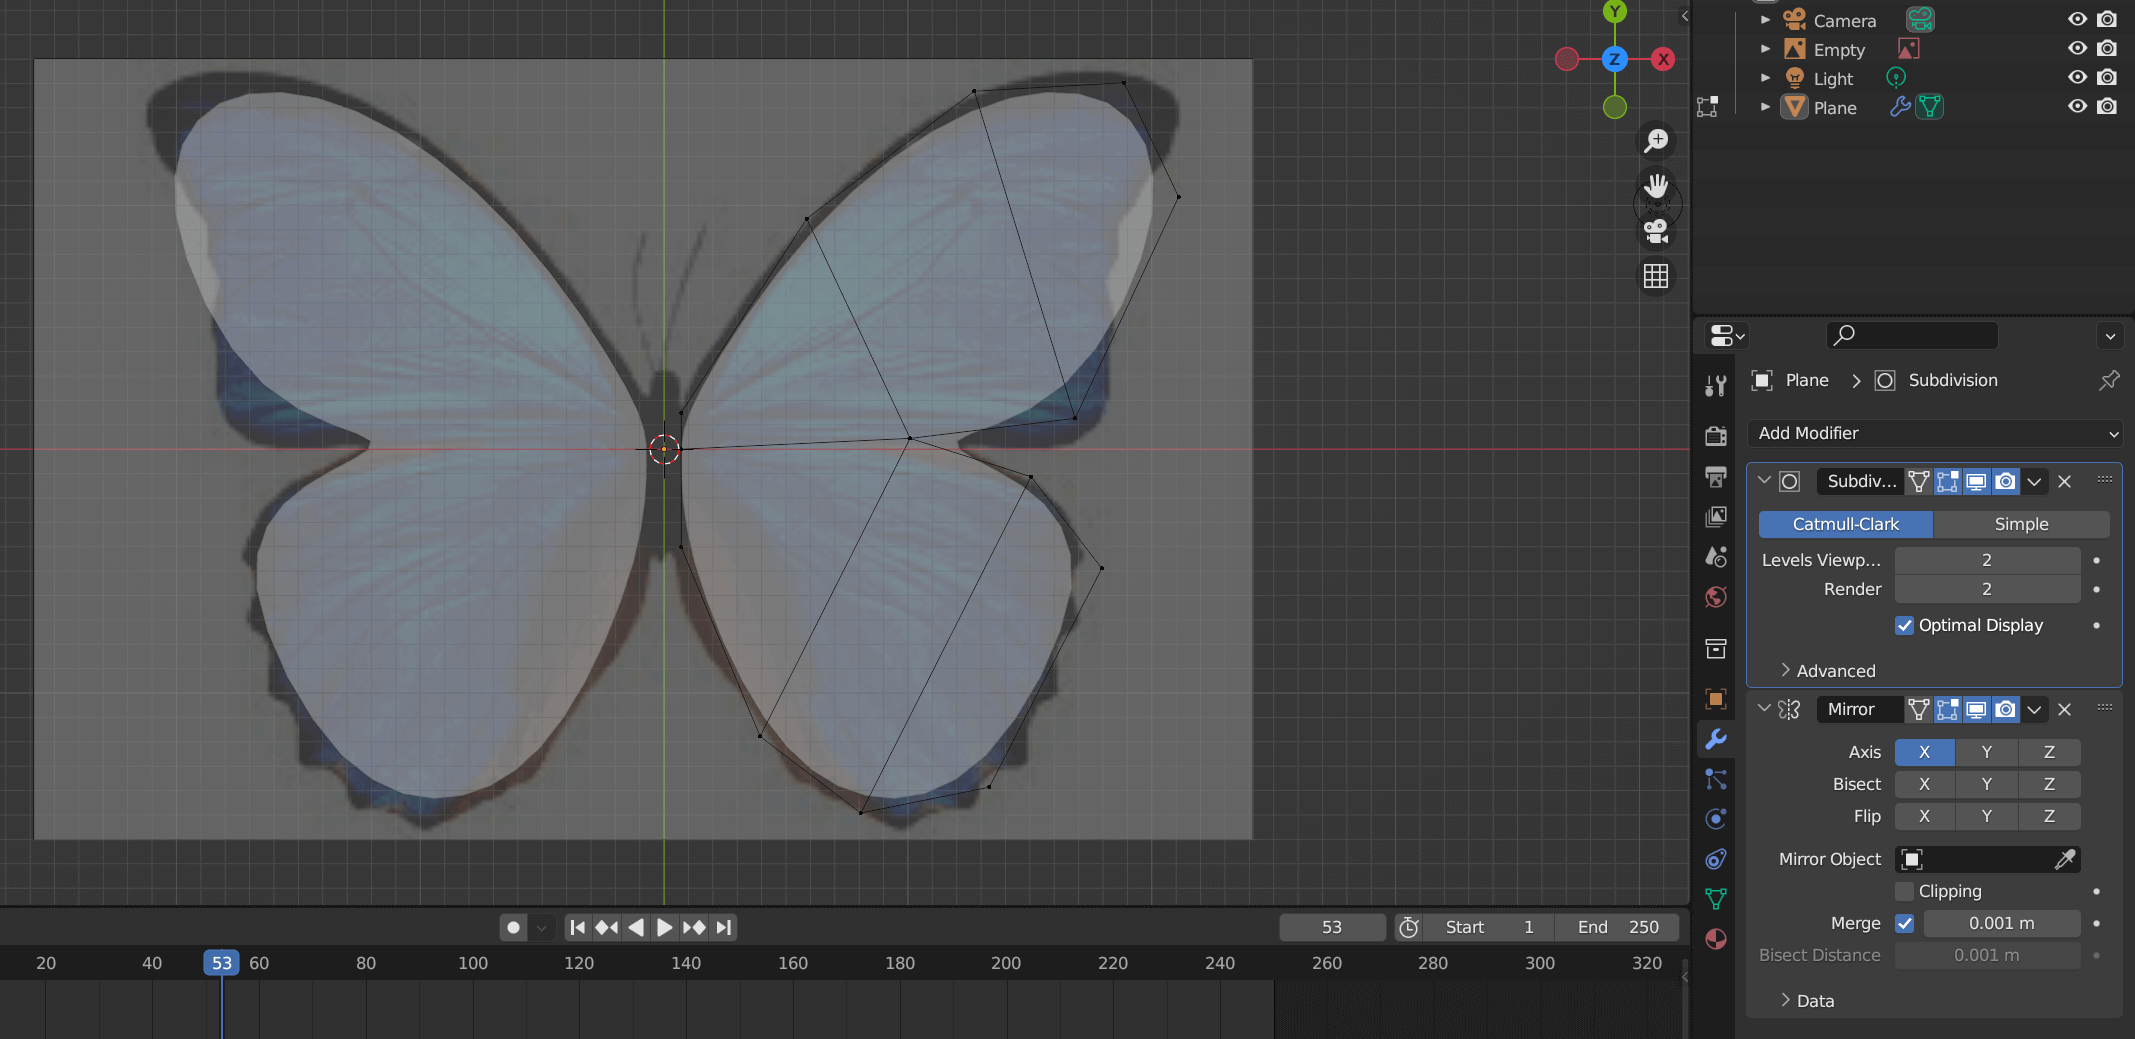 Y
Z X
Camera
Empty
Light
Plane
Plane > Subdivision
Add Modifier
Subdiv...
Catmull-Clark Simple
Levels Viewp... 2
Render 2
Optimal Display
Advanced
Mirror
Axis X Y Z
Bisect X Y Z
Flip X Y Z
Mirror Object
Clipping
Merge 0.001 m
Bisect Distance 0.001 m
Data
53 Start 1 End 250
20 40 53 60 80 100 120 140 160 180 200 220 240 260 280 300 320